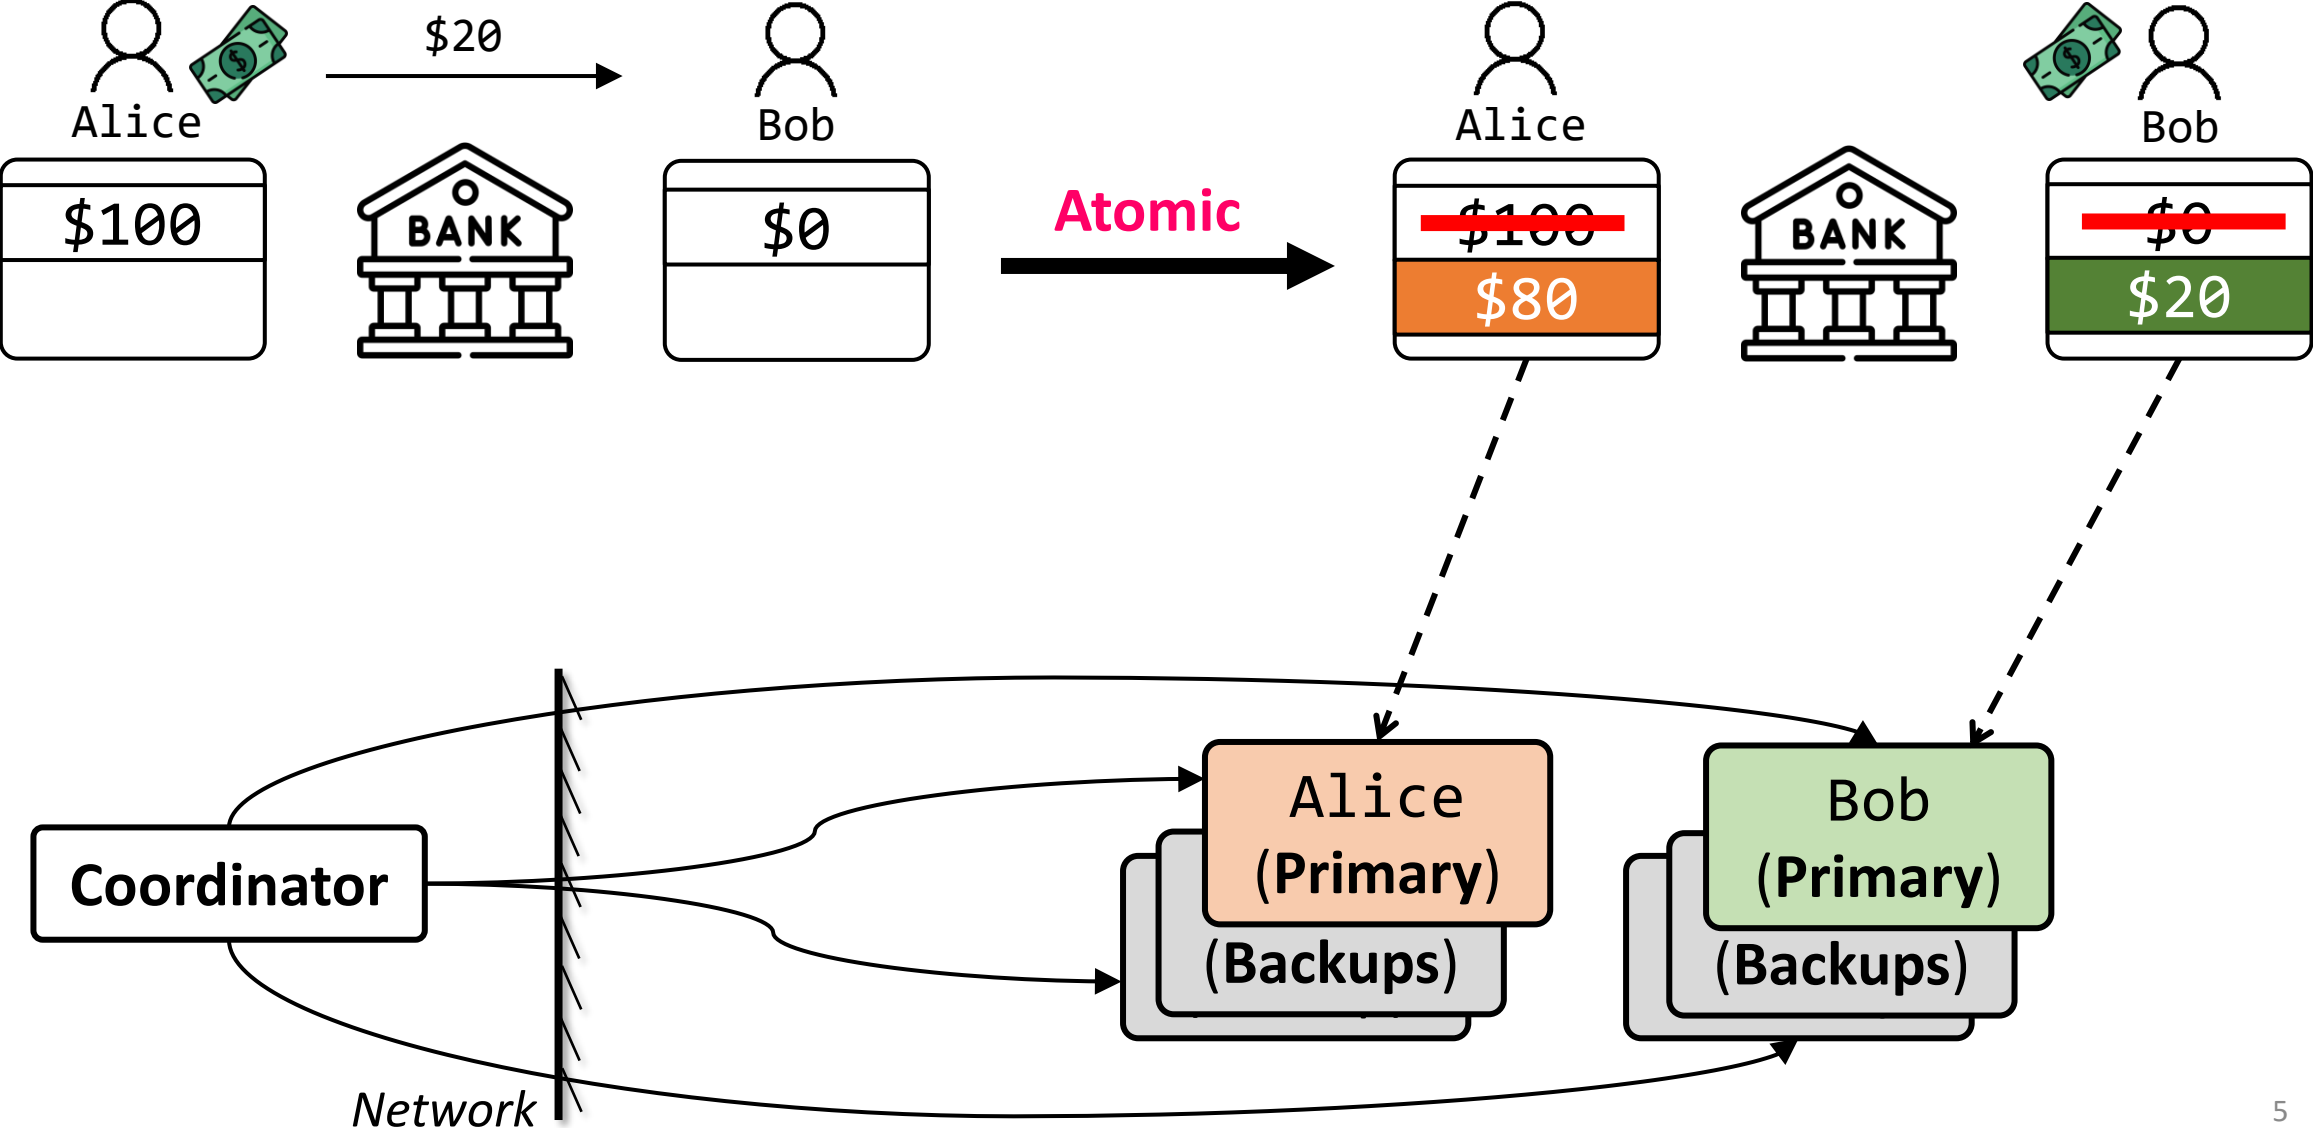 $20
Alice
Bob
Alice
Bob
$100
BANK
$0
Atomic
$100
$80
BANK
$0
$20
Coordinator
Alice
(Primary)
(Backups)
Bob
(Primary)
(Backups)
Network
5